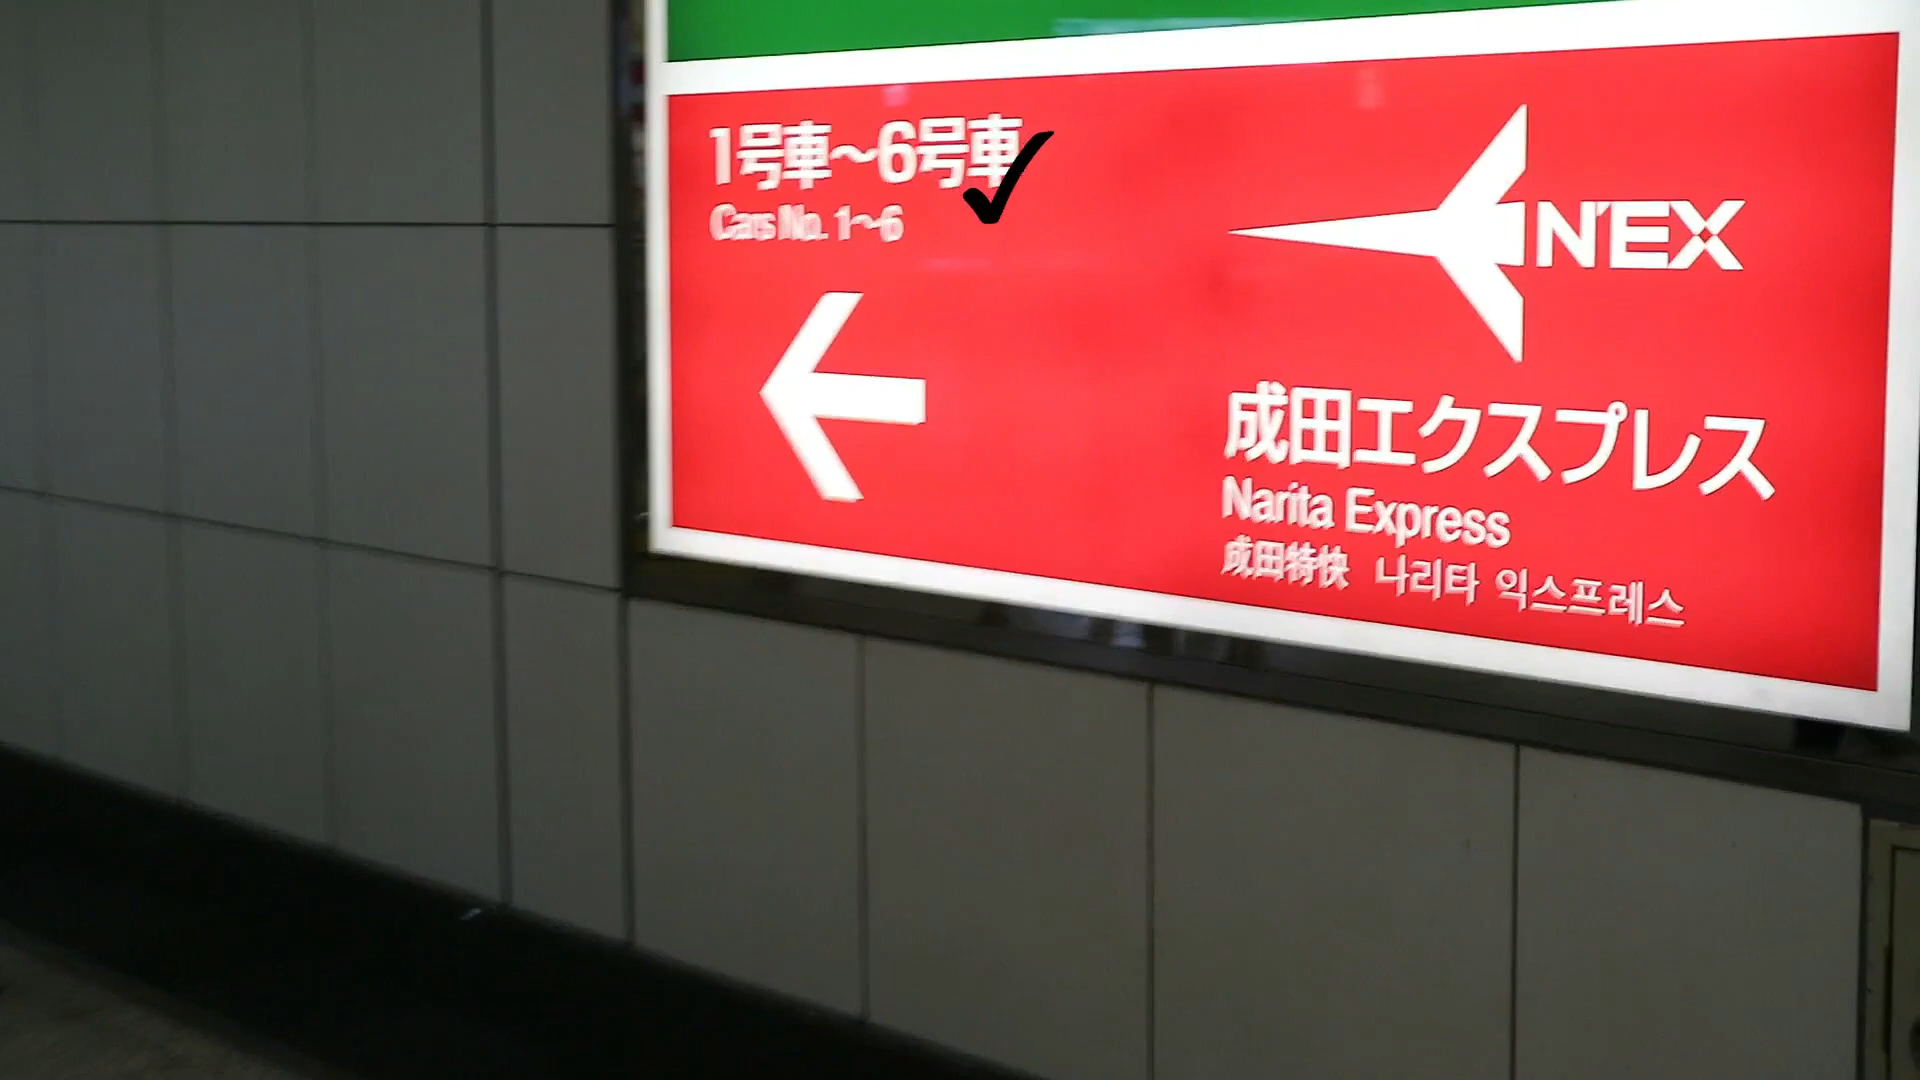 1号車～6号車
Cars No. 1～6
N'EX
成田エクスプレス
Narita Express
成田特快 나리타 익스프레스